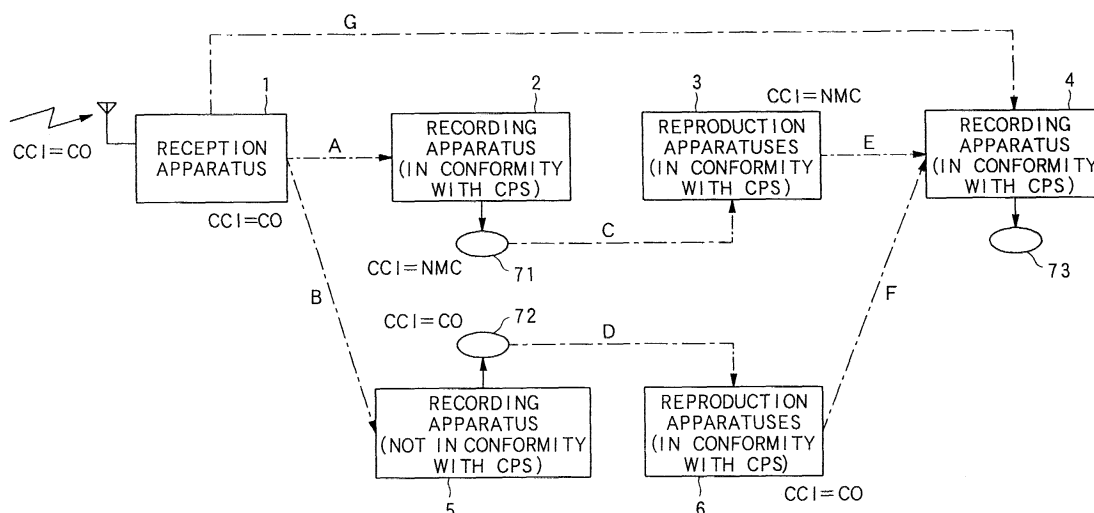 G
1
2
3
CCI=NMC
4
CCI=CO
RECEPTION
APPARATUS
A
RECORDING
APPARATUS
(IN CONFORMITY
WITH CPS)
REPRODUCTION
APPARATUSES
(IN CONFORMITY
WITH CPS)
E
RECORDING
APPARATUS
(IN CONFORMITY
WITH CPS)
CCI=CO
C
CCI=NMC
71
73
B
F
CCI=CO
72
D
RECORDING
APPARATUS
(NOT IN CONFORMITY
WITH CPS)
REPRODUCTION
APPARATUSES
(IN CONFORMITY
WITH CPS)
5
6
CCI=CO